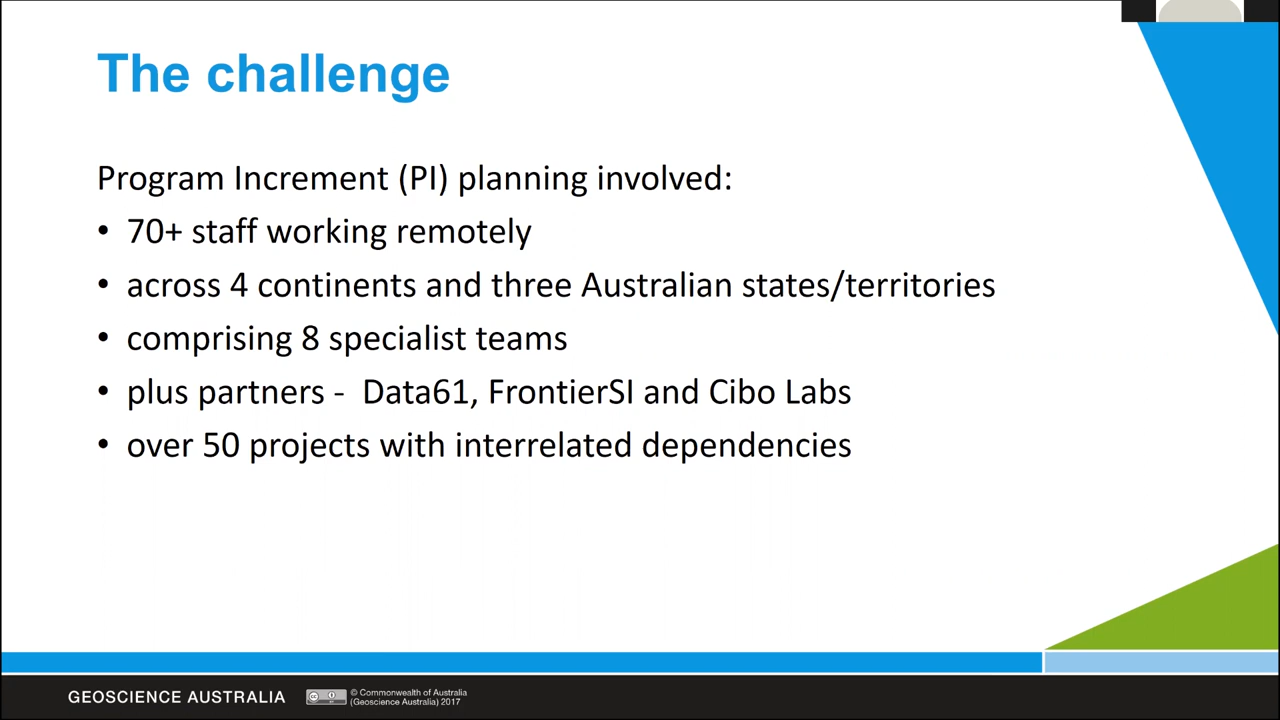 The challenge
Program Increment (PI) planning involved:
• 70+ staff working remotely
• across 4 continents and three Australian states/territories
• comprising 8 specialist teams
• plus partners - Data61, FrontierSI and Cibo Labs
• over 50 projects with interrelated dependencies
GEOSCIENCE AUSTRALIA
© Commonwealth of Australia
(Geoscience Australia) 2017